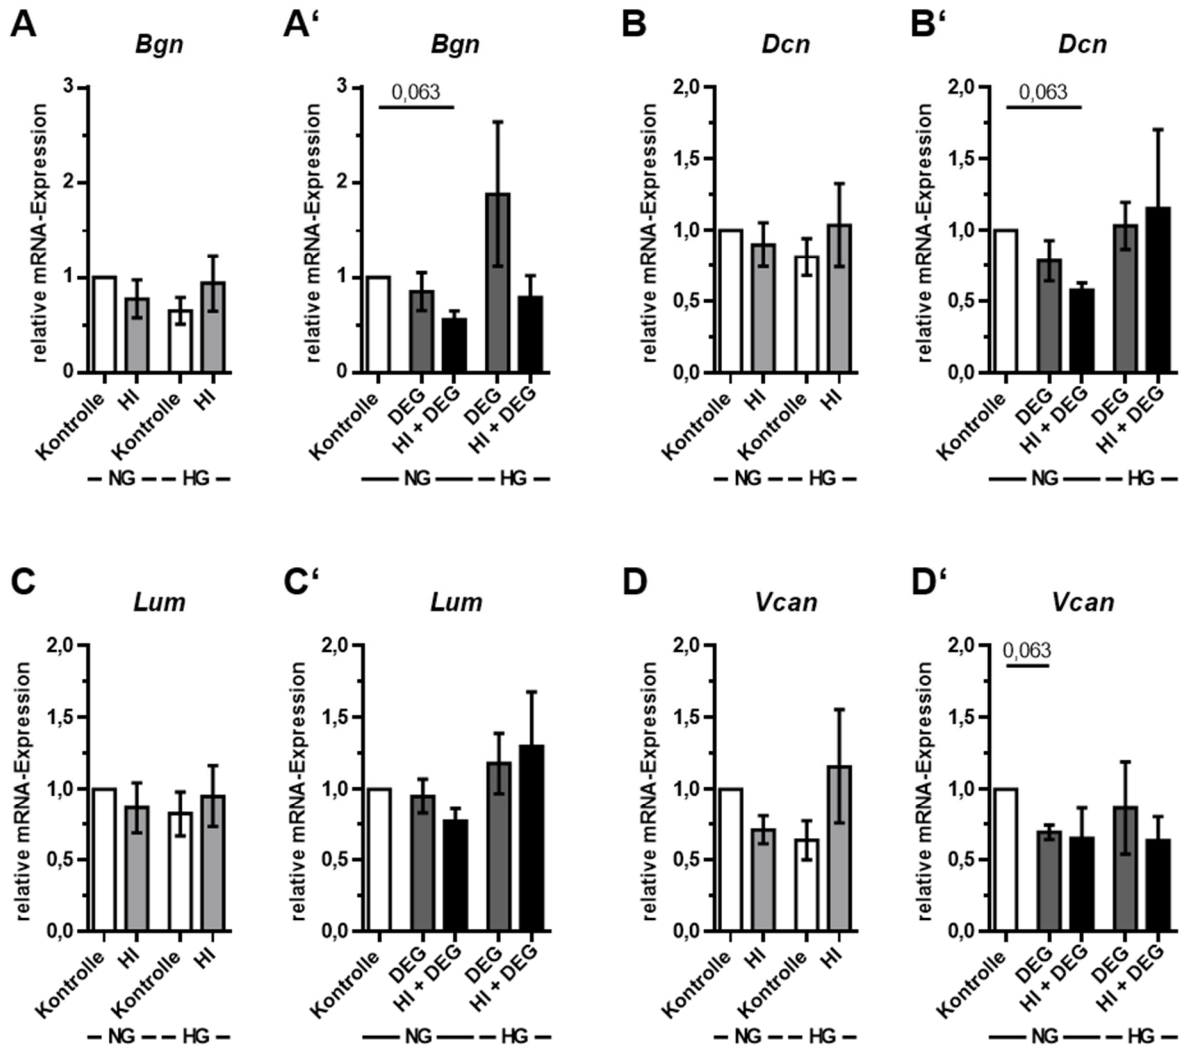 A
Bgn
relative mRNA-Expression
3
2
1
0
Kontrolle
HI
Kontrolle
HI
NG
HG
A‘
Bgn
relative mRNA-Expression
3
2
1
0
0,063
Kontrolle
DEG
HI + DEG
DEG
HI + DEG
NG
HG
B
Dcn
relative mRNA-Expression
2,0
1,5
1,0
0,5
0,0
Kontrolle
HI
Kontrolle
HI
NG
HG
B‘
Dcn
relative mRNA-Expression
2,0
1,5
1,0
0,5
0,0
0,063
Kontrolle
DEG
HI + DEG
DEG
HI + DEG
NG
HG
C
Lum
relative mRNA-Expression
2,0
1,5
1,0
0,5
0,0
Kontrolle
HI
Kontrolle
HI
NG
HG
C‘
Lum
relative mRNA-Expression
2,0
1,5
1,0
0,5
0,0
Kontrolle
DEG
HI + DEG
DEG
HI + DEG
NG
HG
D
Vcan
relative mRNA-Expression
2,0
1,5
1,0
0,5
0,0
Kontrolle
HI
Kontrolle
HI
NG
HG
D‘
Vcan
relative mRNA-Expression
2,0
1,5
1,0
0,5
0,0
0,063
Kontrolle
DEG
HI + DEG
DEG
HI + DEG
NG
HG